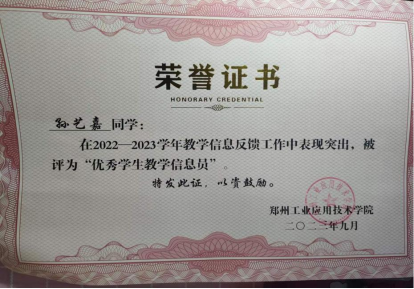 荣誉证书
HONORARY CREDENTIAL
孙艺嘉 同学：
在2022—2023学年教学信息反馈工作中表现突出，被
评为“优秀学生教学信息员”。
特发此证，以资鼓励。
郑州工业应用技术学院
二〇二三年九月